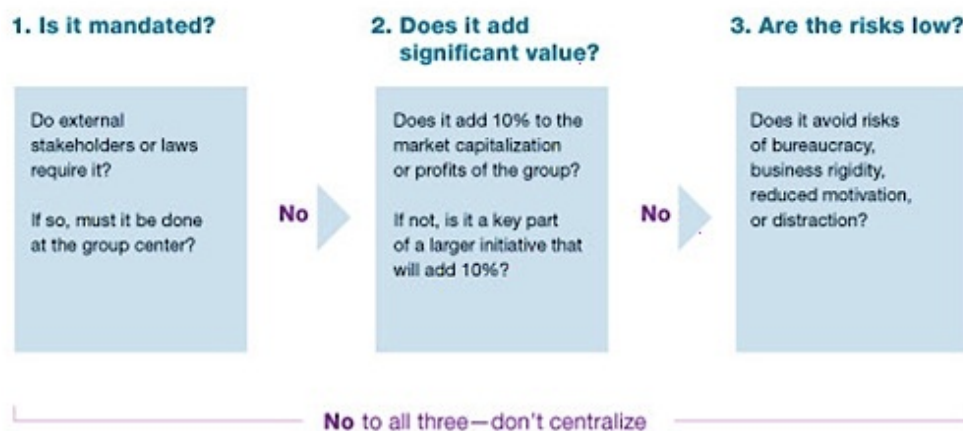 1. Is it mandated?
Do external
stakeholders or laws
require it?
If so, must it be done
at the group center?
No
2. Does it add
significant value?
Does it add 10% to the
market capitalization
or profits of the group?
If not, is it a key part
of a larger initiative that
will add 10%?
No
3. Are the risks low?
Does it avoid risks
of bureaucracy,
business rigidity,
reduced motivation,
or distraction?
No to all three—don't centralize